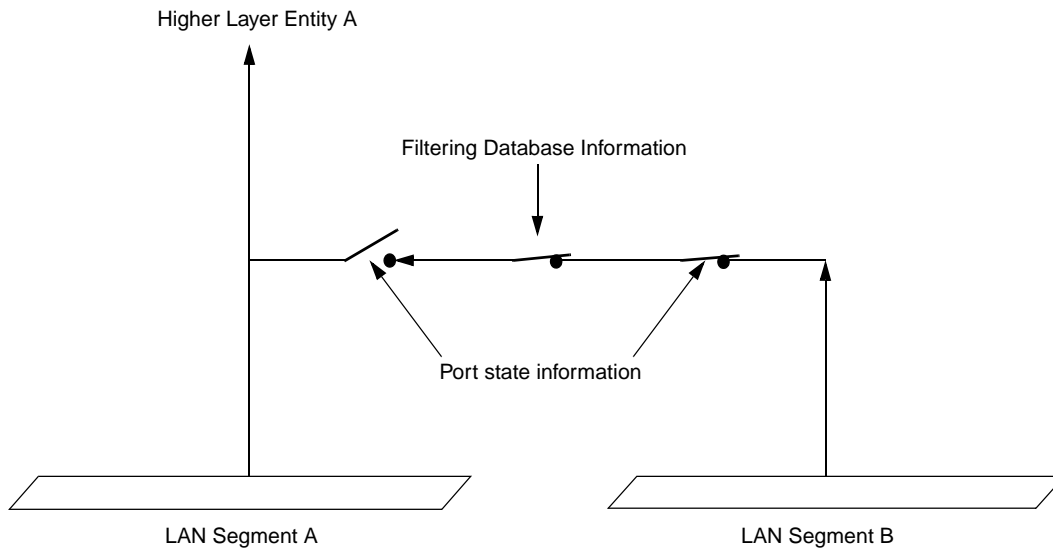 Higher Layer Entity A
Filtering Database Information
Port state information
LAN Segment A
LAN Segment B